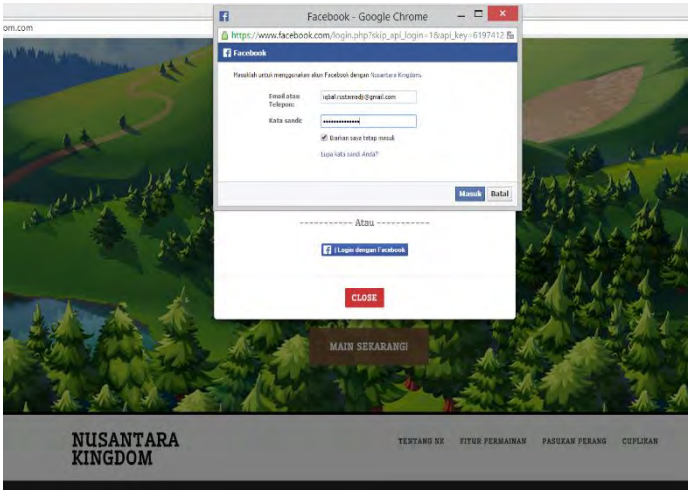 Facebook - Google Chrome
om.com
https://www.facebook.com/login.php?skip_api_login=1&api_key=6197412
Facebook
Masuklah untuk menggunakan akun Facebook dengan Nusantara Kingdom.
Email atau
Telepon:
Kata sandi:
Biarkan saya tetap masuk
Lupa kata sandi Anda?
Masuk Batal
----------- Atau -----------
f | Login dengan Facebook
CLOSE
MAIN SEKARANG!
NUSANTARA
KINGDOM
TENTANG NK FITUR PERMAINAN PASUKAN PERANG CUPLIKAN